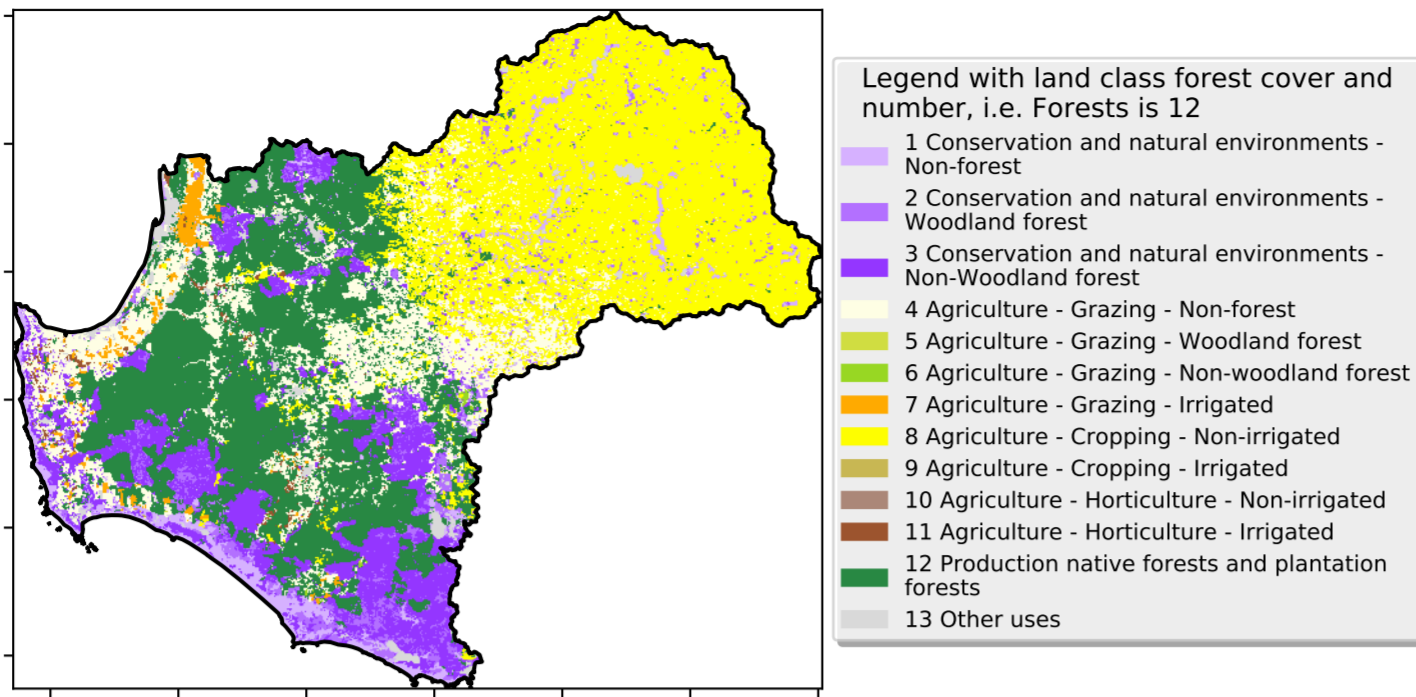 Legend with land class forest cover and
number, i.e. Forests is 12
1 Conservation and natural environments -
Non-forest
2 Conservation and natural environments -
Woodland forest
3 Conservation and natural environments -
Non-Woodland forest
4 Agriculture - Grazing - Non-forest
5 Agriculture - Grazing - Woodland forest
6 Agriculture - Grazing - Non-woodland forest
7 Agriculture - Grazing - Irrigated
8 Agriculture - Cropping - Non-irrigated
9 Agriculture - Cropping - Irrigated
10 Agriculture - Horticulture - Non-irrigated
11 Agriculture - Horticulture - Irrigated
12 Production native forests and plantation
forests
13 Other uses